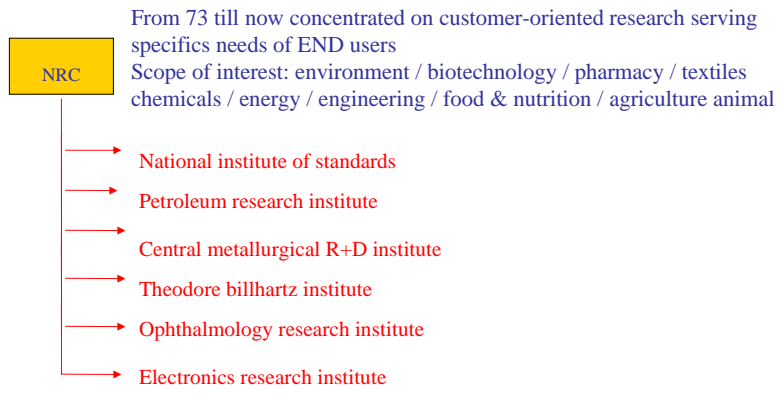 From 73 till now concentrated on customer-oriented research serving
specifics needs of END users
NRC
Scope of interest: environment / biotechnology / pharmacy / textiles
chemicals / energy / engineering / food & nutrition / agriculture animal
National institute of standards
Petroleum research institute
Central metallurgical R+D institute
Theodore billhartz institute
Ophthalmology research institute
Electronics research institute